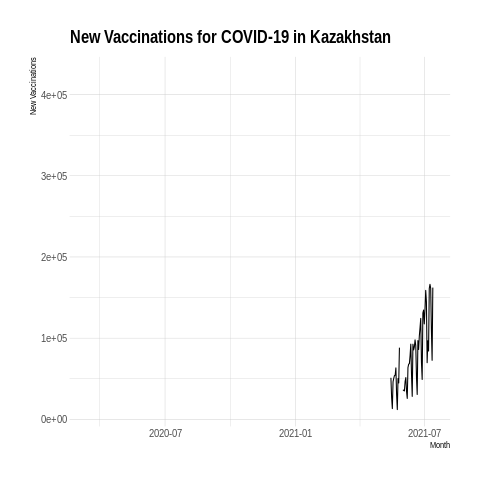 New Vaccinations for COVID-19 in Kazakhstan
New Vaccinations
4e+05
3e+05
2e+05
1e+05
0e+00
2020-07
2021-01
2021-07
Month